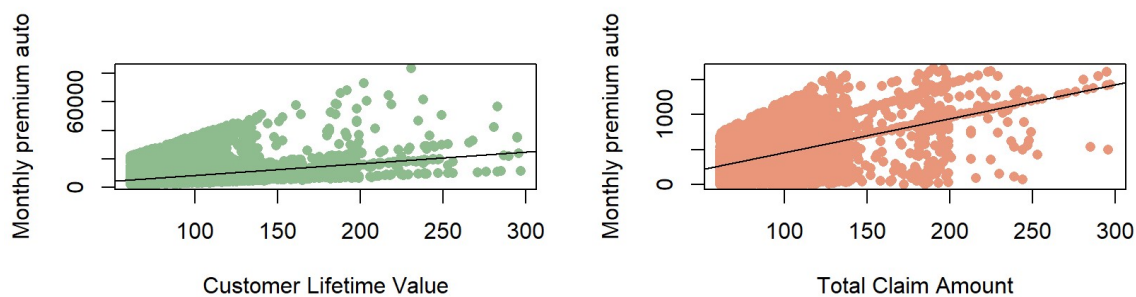 Monthly premium auto
60000
0
100 150 200 250 300
Customer Lifetime Value
Monthly premium auto
1000
0
100 150 200 250 300
Total Claim Amount